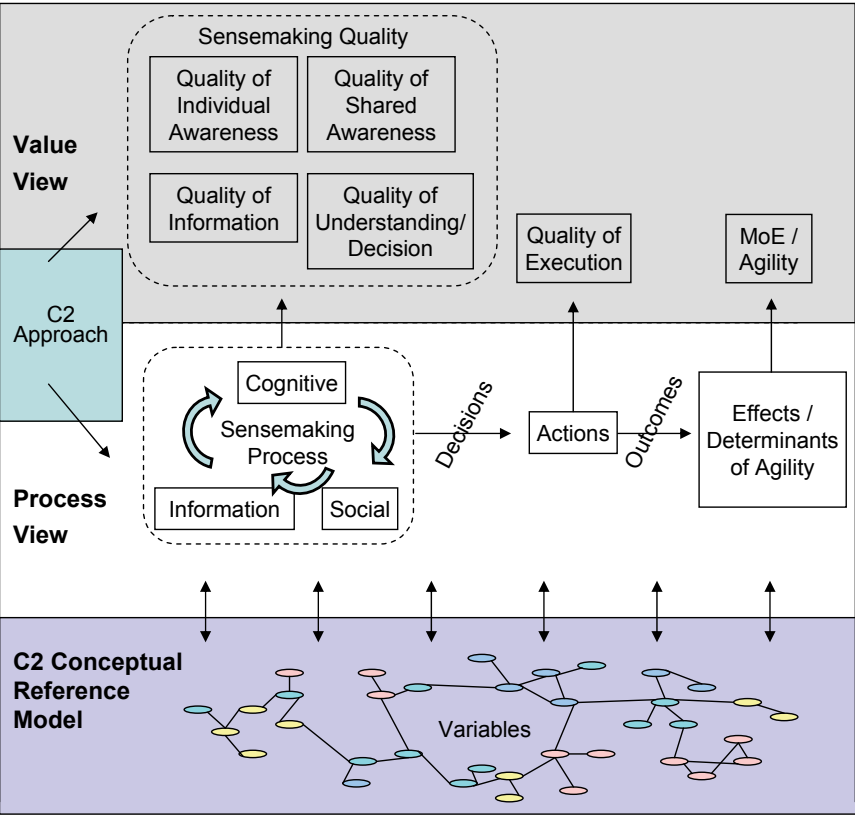 Sensemaking Quality
Quality of
Individual
Awareness
Quality of
Shared
Awareness
Value
View
Quality of
Information
Quality of
Understanding/
Decision
Quality of
Execution
MoE /
Agility
C2
Approach
Cognitive
Sensemaking
Process
Information
Social
Decisions
Actions
Outcomes
Effects /
Determinants
of Agility
Process
View
C2 Conceptual
Reference
Model
Variables